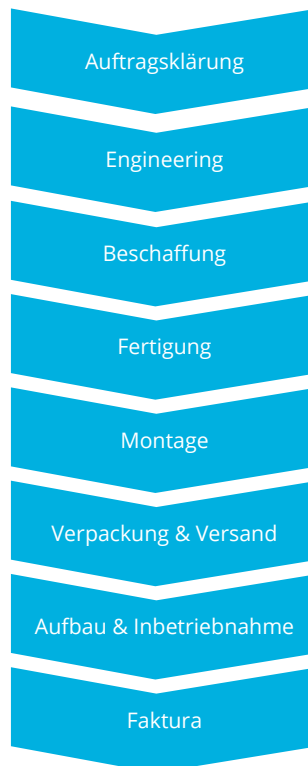 Auftragsklärung
Engineering
Beschaffung
Fertigung
Montage
Verpackung & Versand
Aufbau & Inbetriebnahme
Faktura